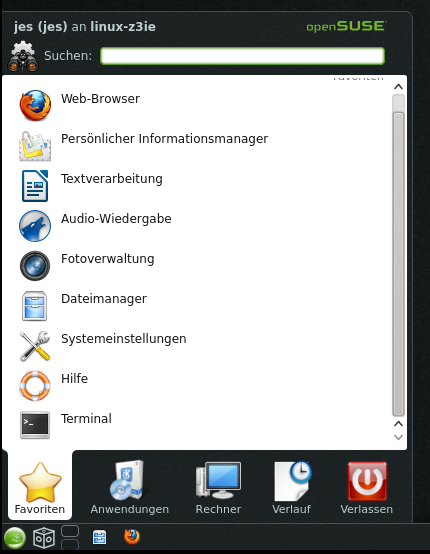 jes (jes) an linux-z3ie
openSUSE
Suchen:
Favoriten
Web-Browser
Persönlicher Informationsmanager
Textverarbeitung
Audio-Wiedergabe
Fotoverwaltung
Dateimanager
Systemeinstellungen
Hilfe
Terminal
Favoriten Anwendungen Rechner Verlauf Verlassen